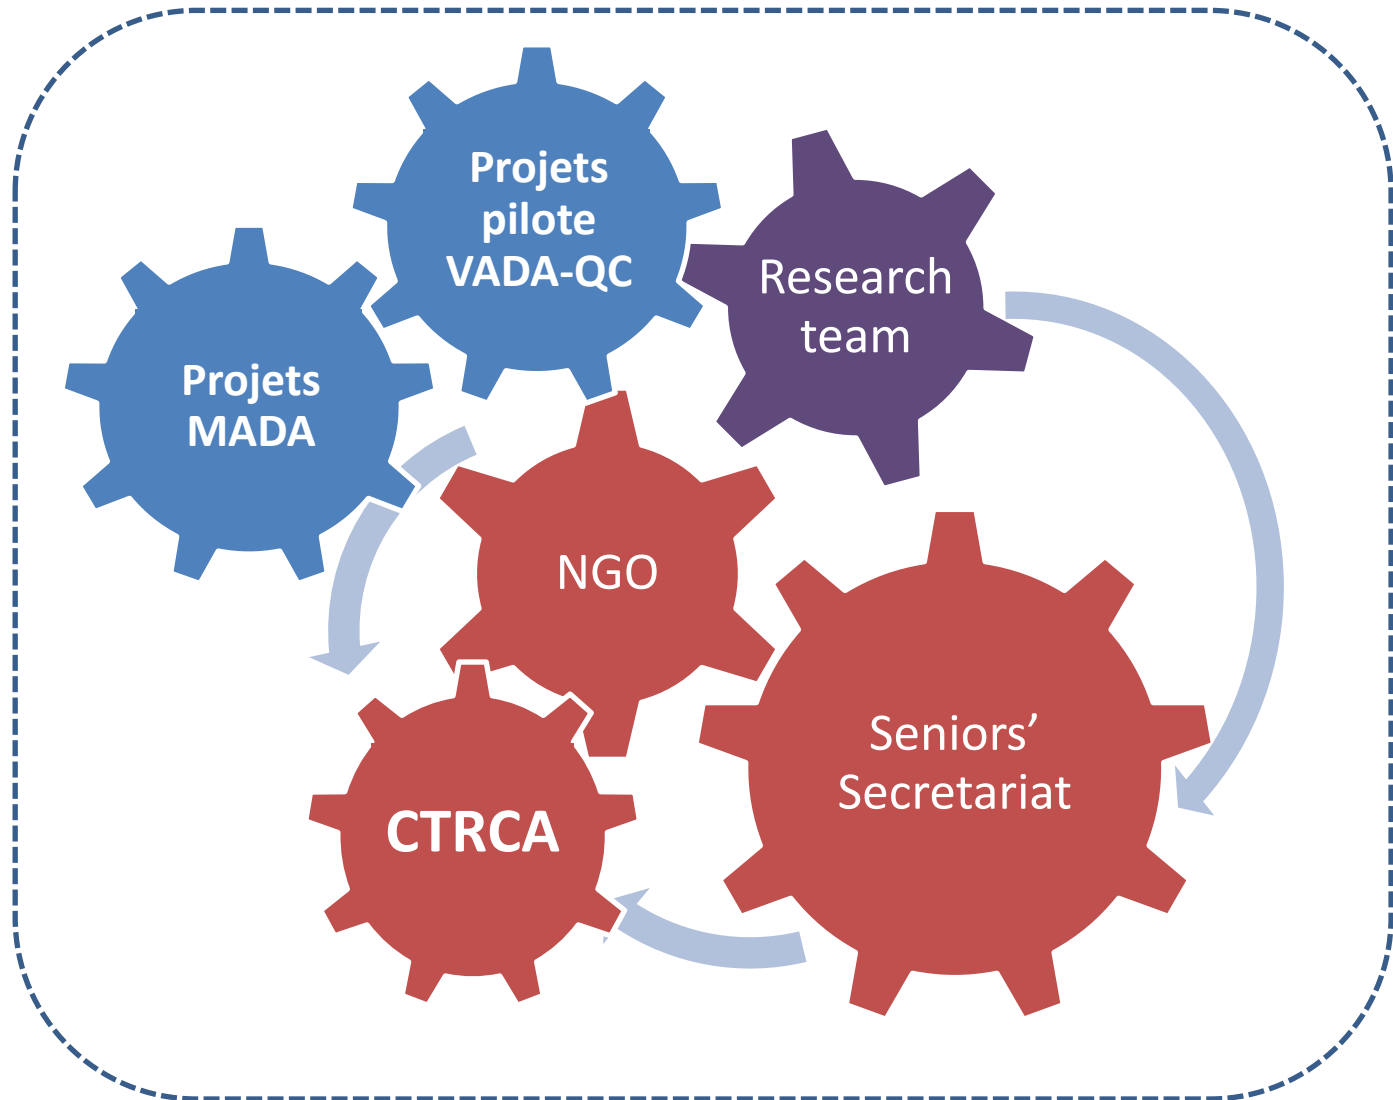 Projets
pilote
VADA-QC
Research
team
Projets
MADA
NGO
Seniors’
Secretariat
CTRCA